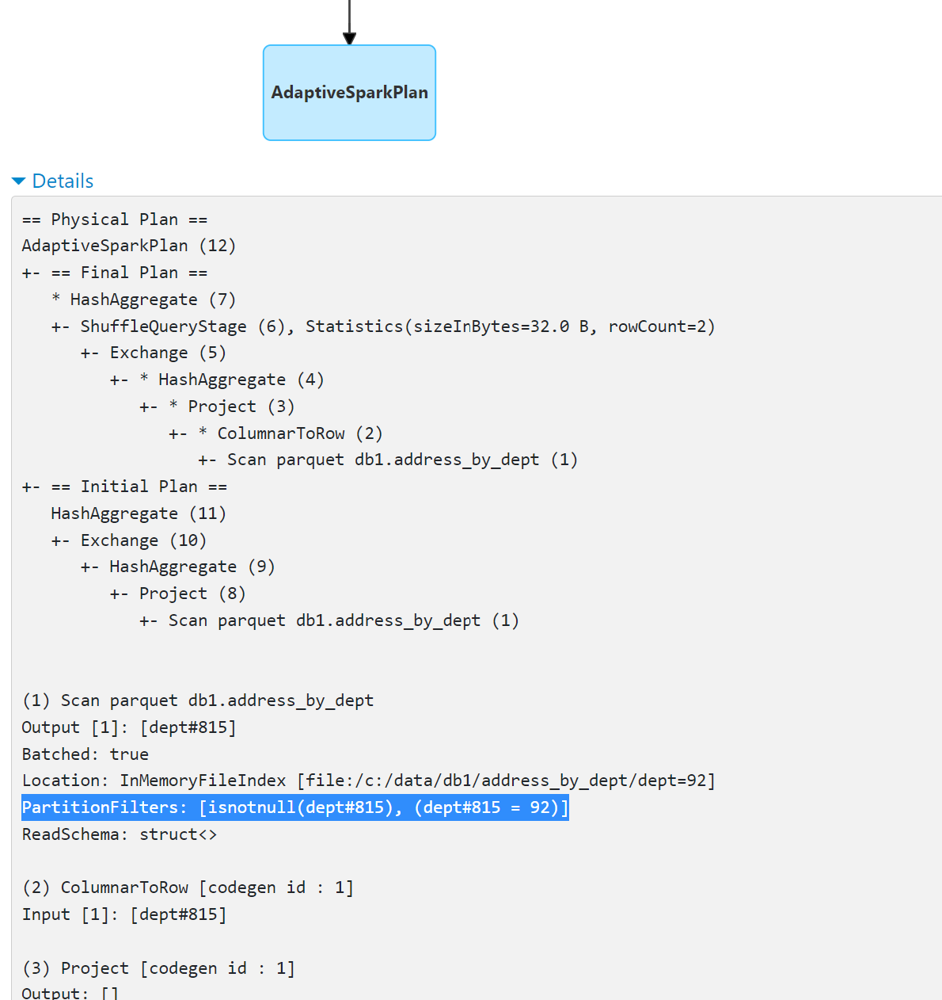 AdaptiveSparkPlan
Details
== Physical Plan ==
AdaptiveSparkPlan (12)
+- == Final Plan ==
   * HashAggregate (7)
   +- ShuffleQueryStage (6), Statistics(sizeInBytes=32.0 B, rowCount=2)
      +- Exchange (5)
         +- * HashAggregate (4)
            +- * Project (3)
               +- * ColumnarToRow (2)
                  +- Scan parquet db1.address_by_dept (1)
+- == Initial Plan ==
   HashAggregate (11)
   +- Exchange (10)
      +- HashAggregate (9)
         +- Project (8)
            +- Scan parquet db1.address_by_dept (1)
(1) Scan parquet db1.address_by_dept
Output [1]: [dept#815]
Batched: true
Location: InMemoryFileIndex [file:/c:/data/db1/address_by_dept/dept=92]
PartitionFilters: [isnotnull(dept#815), (dept#815 = 92)]
ReadSchema: struct<>
(2) ColumnarToRow [codegen id : 1]
Input [1]: [dept#815]
(3) Project [codegen id : 1]
Output: []